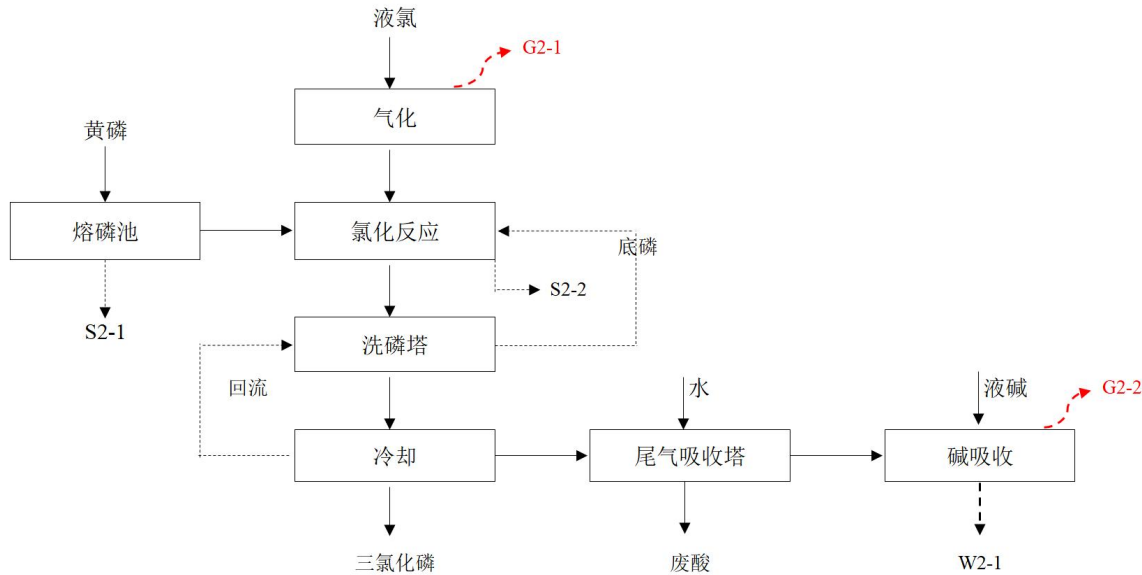 液氯
G2-1
气化
黄磷
熔磷池
氯化反应
底磷
S2-2
S2-1
洗磷塔
回流
水
液碱
G2-2
冷却
尾气吸收塔
碱吸收
三氯化磷
废酸
W2-1